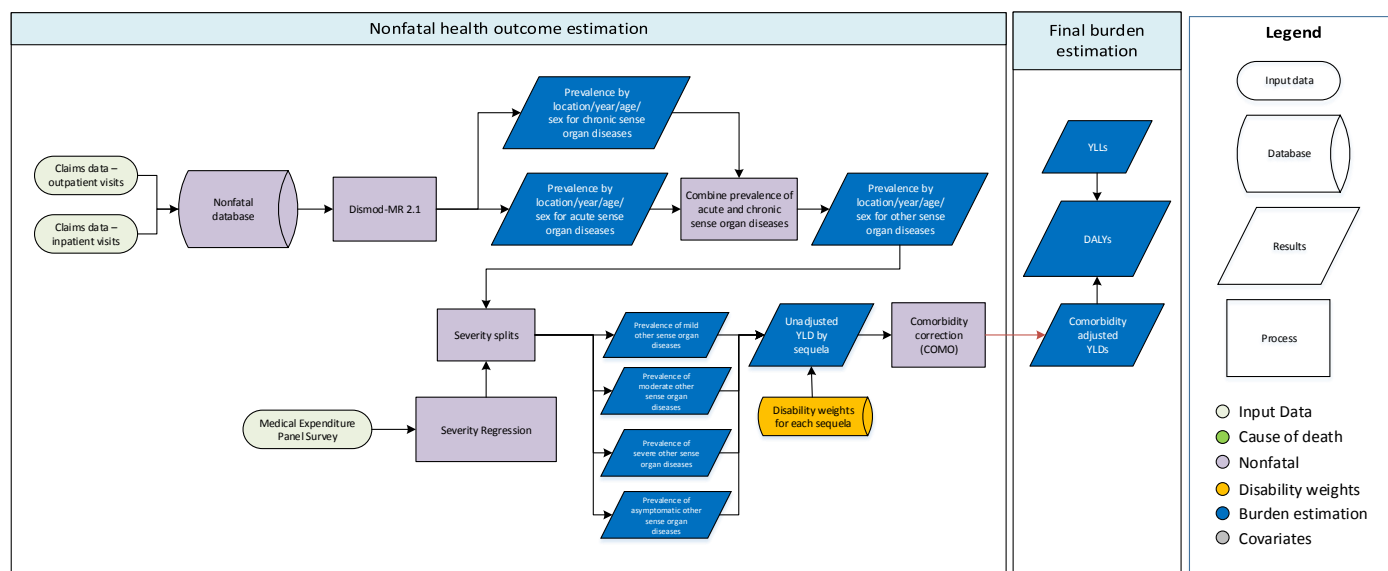 Nonfatal health outcome estimation
Final burden
estimation
Legend
Input data
Database
Results
Process
Input Data
Cause of death
Nonfatal
Disability weights
Burden estimation
Covariates
Claims data –
outpatient visits
Claims data –
inpatient visits
Nonfatal
database
Dismod-MR 2.1
Prevalence by
location/year/age/
sex for chronic sense
organ diseases
Prevalence by
location/year/age/
sex for acute sense
organ diseases
Combine prevalence of
acute and chronic
sense organ diseases
Prevalence by
location/year/age/
sex for other sense
organ diseases
Severity splits
Medical Expenditure
Panel Survey
Severity Regression
Prevalence of mild
other sense organ
diseases
Prevalence of
moderate other
sense organ
diseases
Prevalence of
severe other sense
organ diseases
Prevalence of
asymptomatic other
sense organ
diseases
Unadjusted
YLD by
sequela
Disability weights
for each sequela
Comorbidity
correction
(COMO)
YLLs
DALYs
Comorbidity
adjusted
YLDs